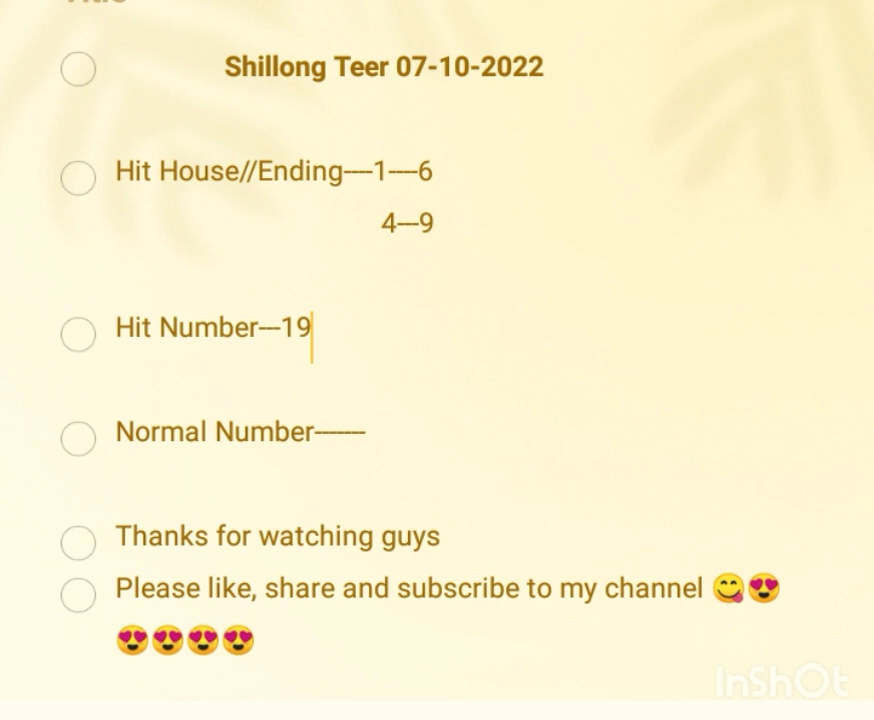 Shillong Teer 07-10-2022
Hit House//Ending----1----6
4---9
Hit Number---19
Normal Number-------
Thanks for watching guys
Please like, share and subscribe to my channel 😋😍
😍😍😍😍
InShOt